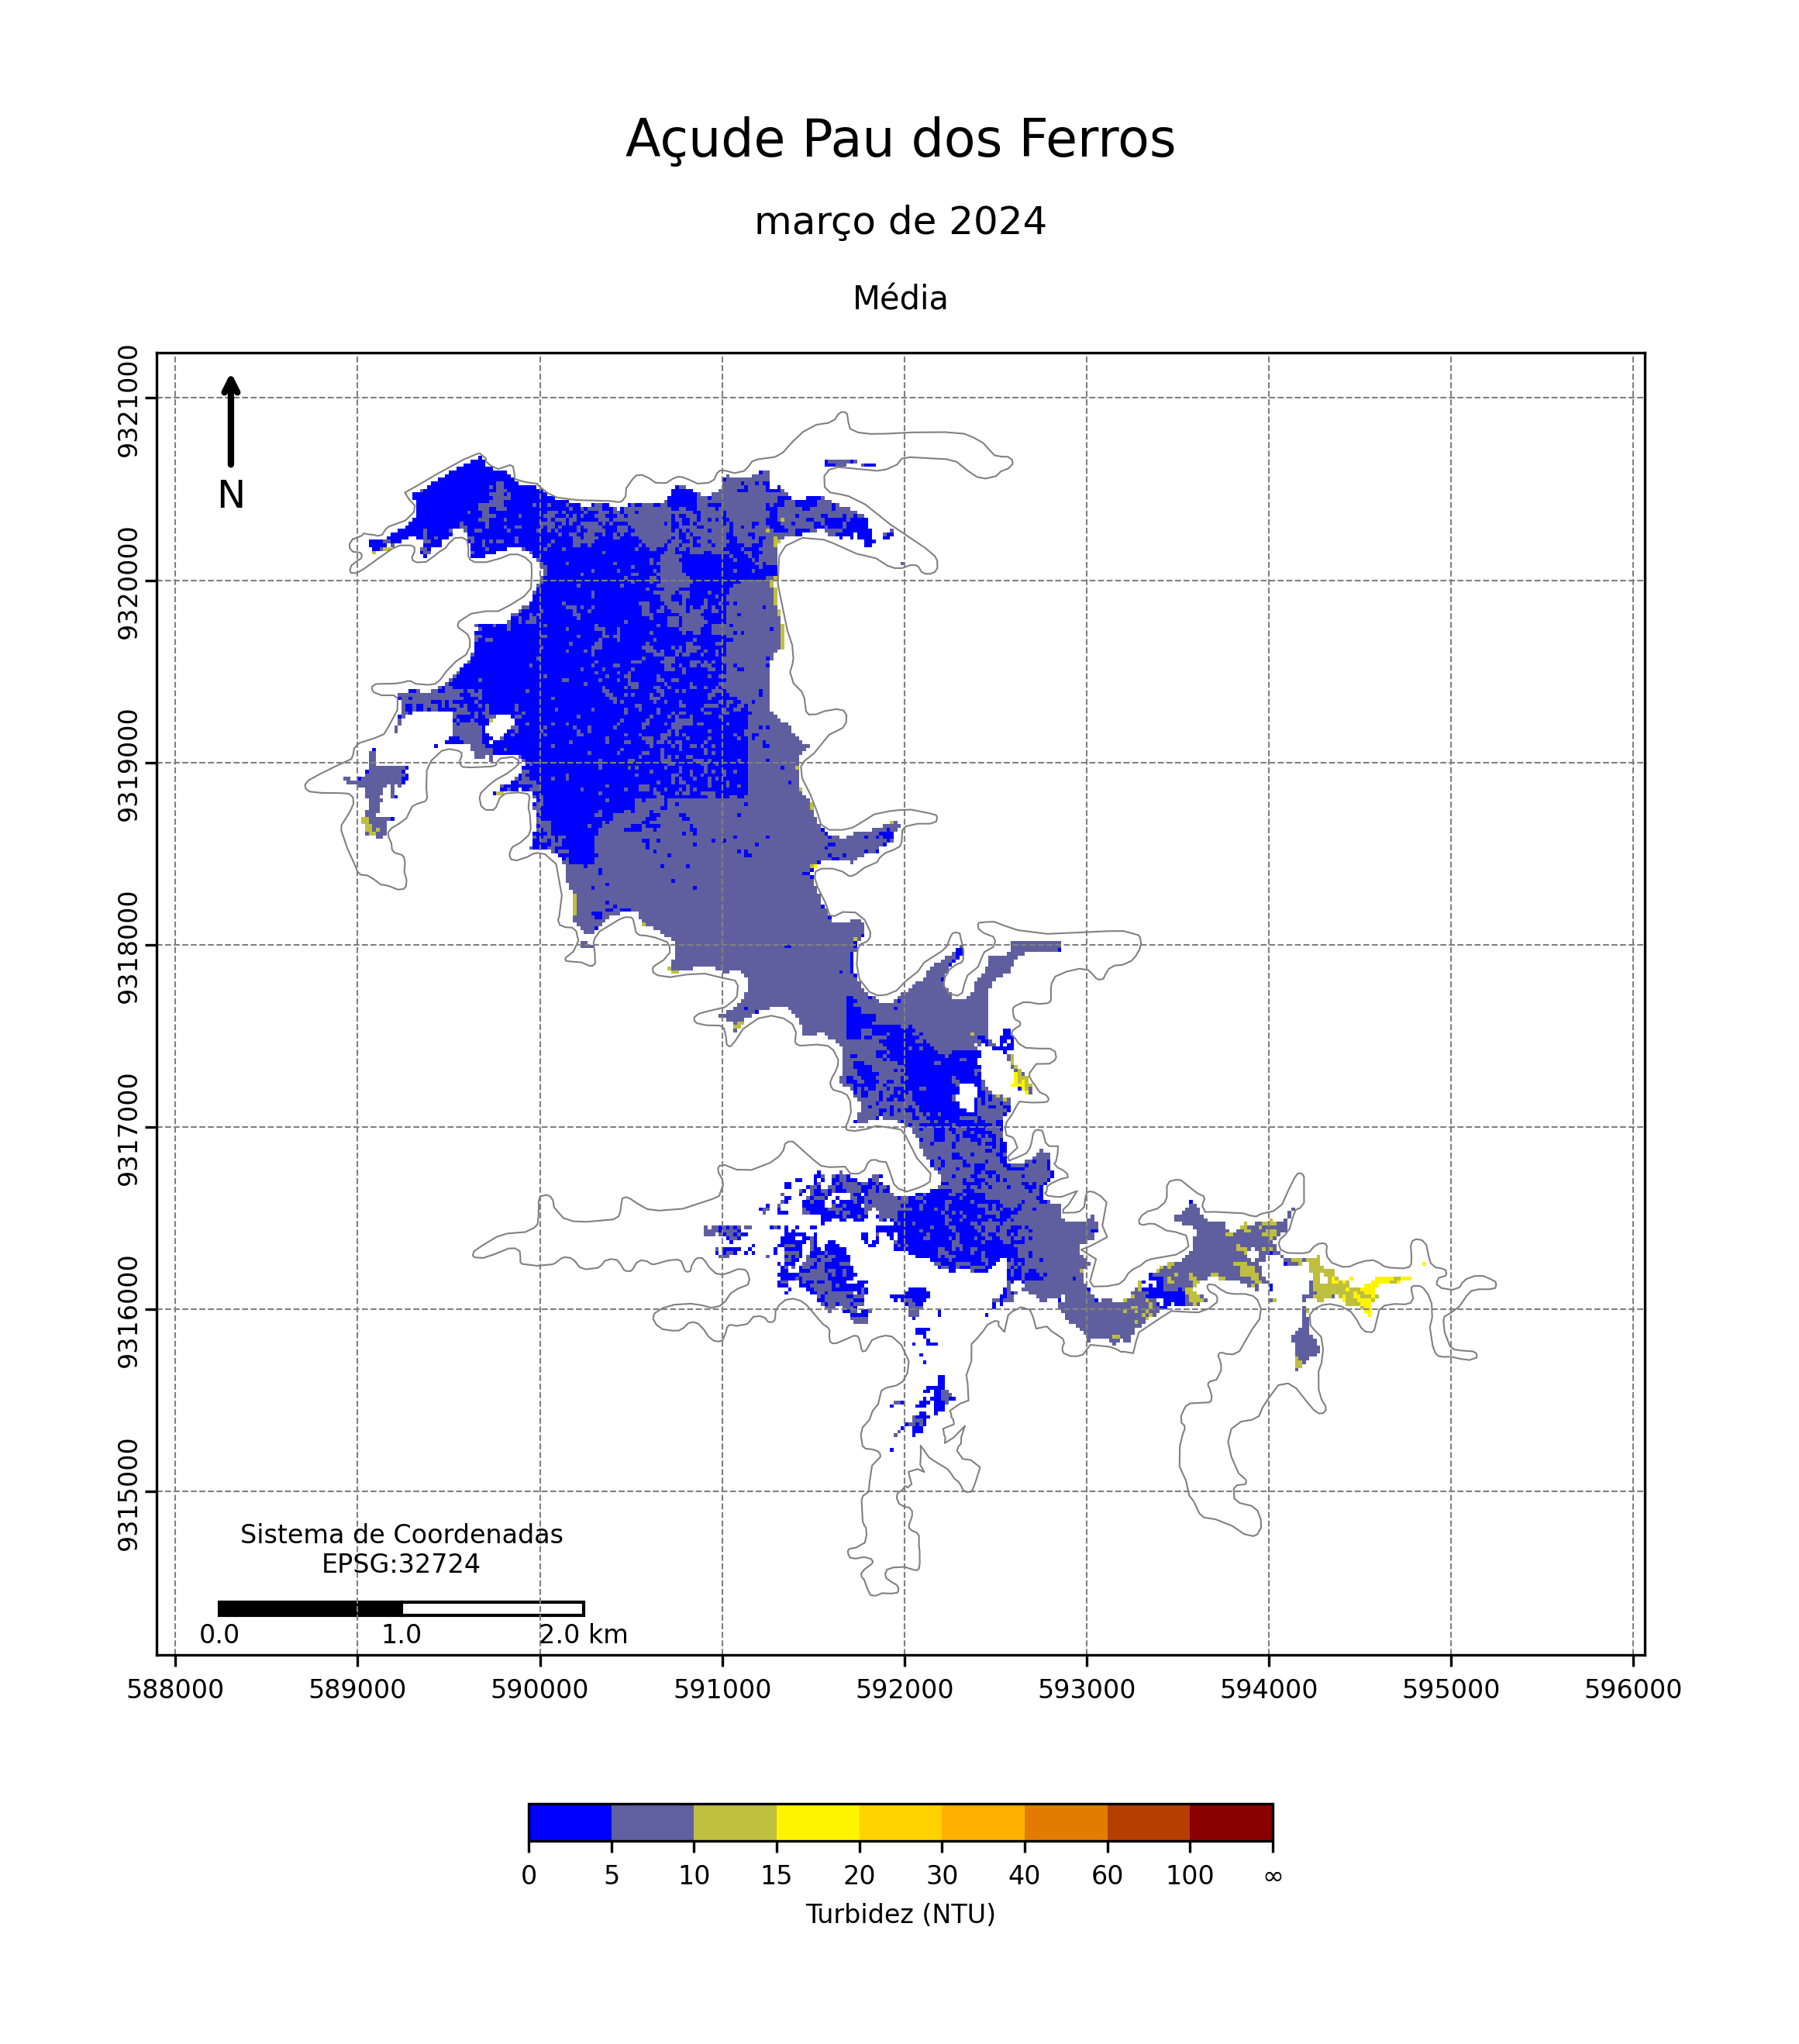 Açude Pau dos Ferros
março de 2024
Média
9321000
9320000
9319000
9318000
9317000
9316000
9315000
N
Sistema de Coordenadas
EPSG:32724
0.0 1.0 2.0 km
588000 589000 590000 591000 592000 593000 594000 595000 596000
0 5 10 15 20 30 40 60 100 ∞
Turbidez (NTU)